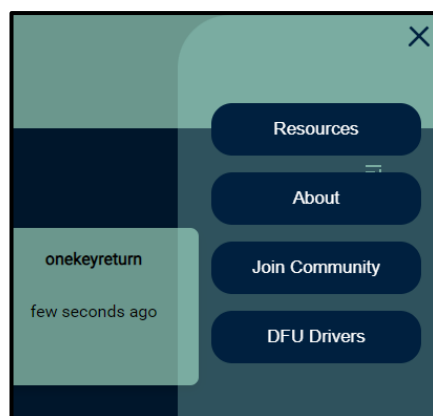 Resources
About
Join Community
DFU Drivers
onekeyreturn
few seconds ago